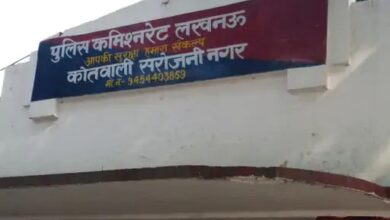 पुलिस कमिश्नरेट लखनऊ
आपकी सुरक्षा हमारा संकल्प
कोतवाली सरोजनी नगर
मो. नं.- 9454403859